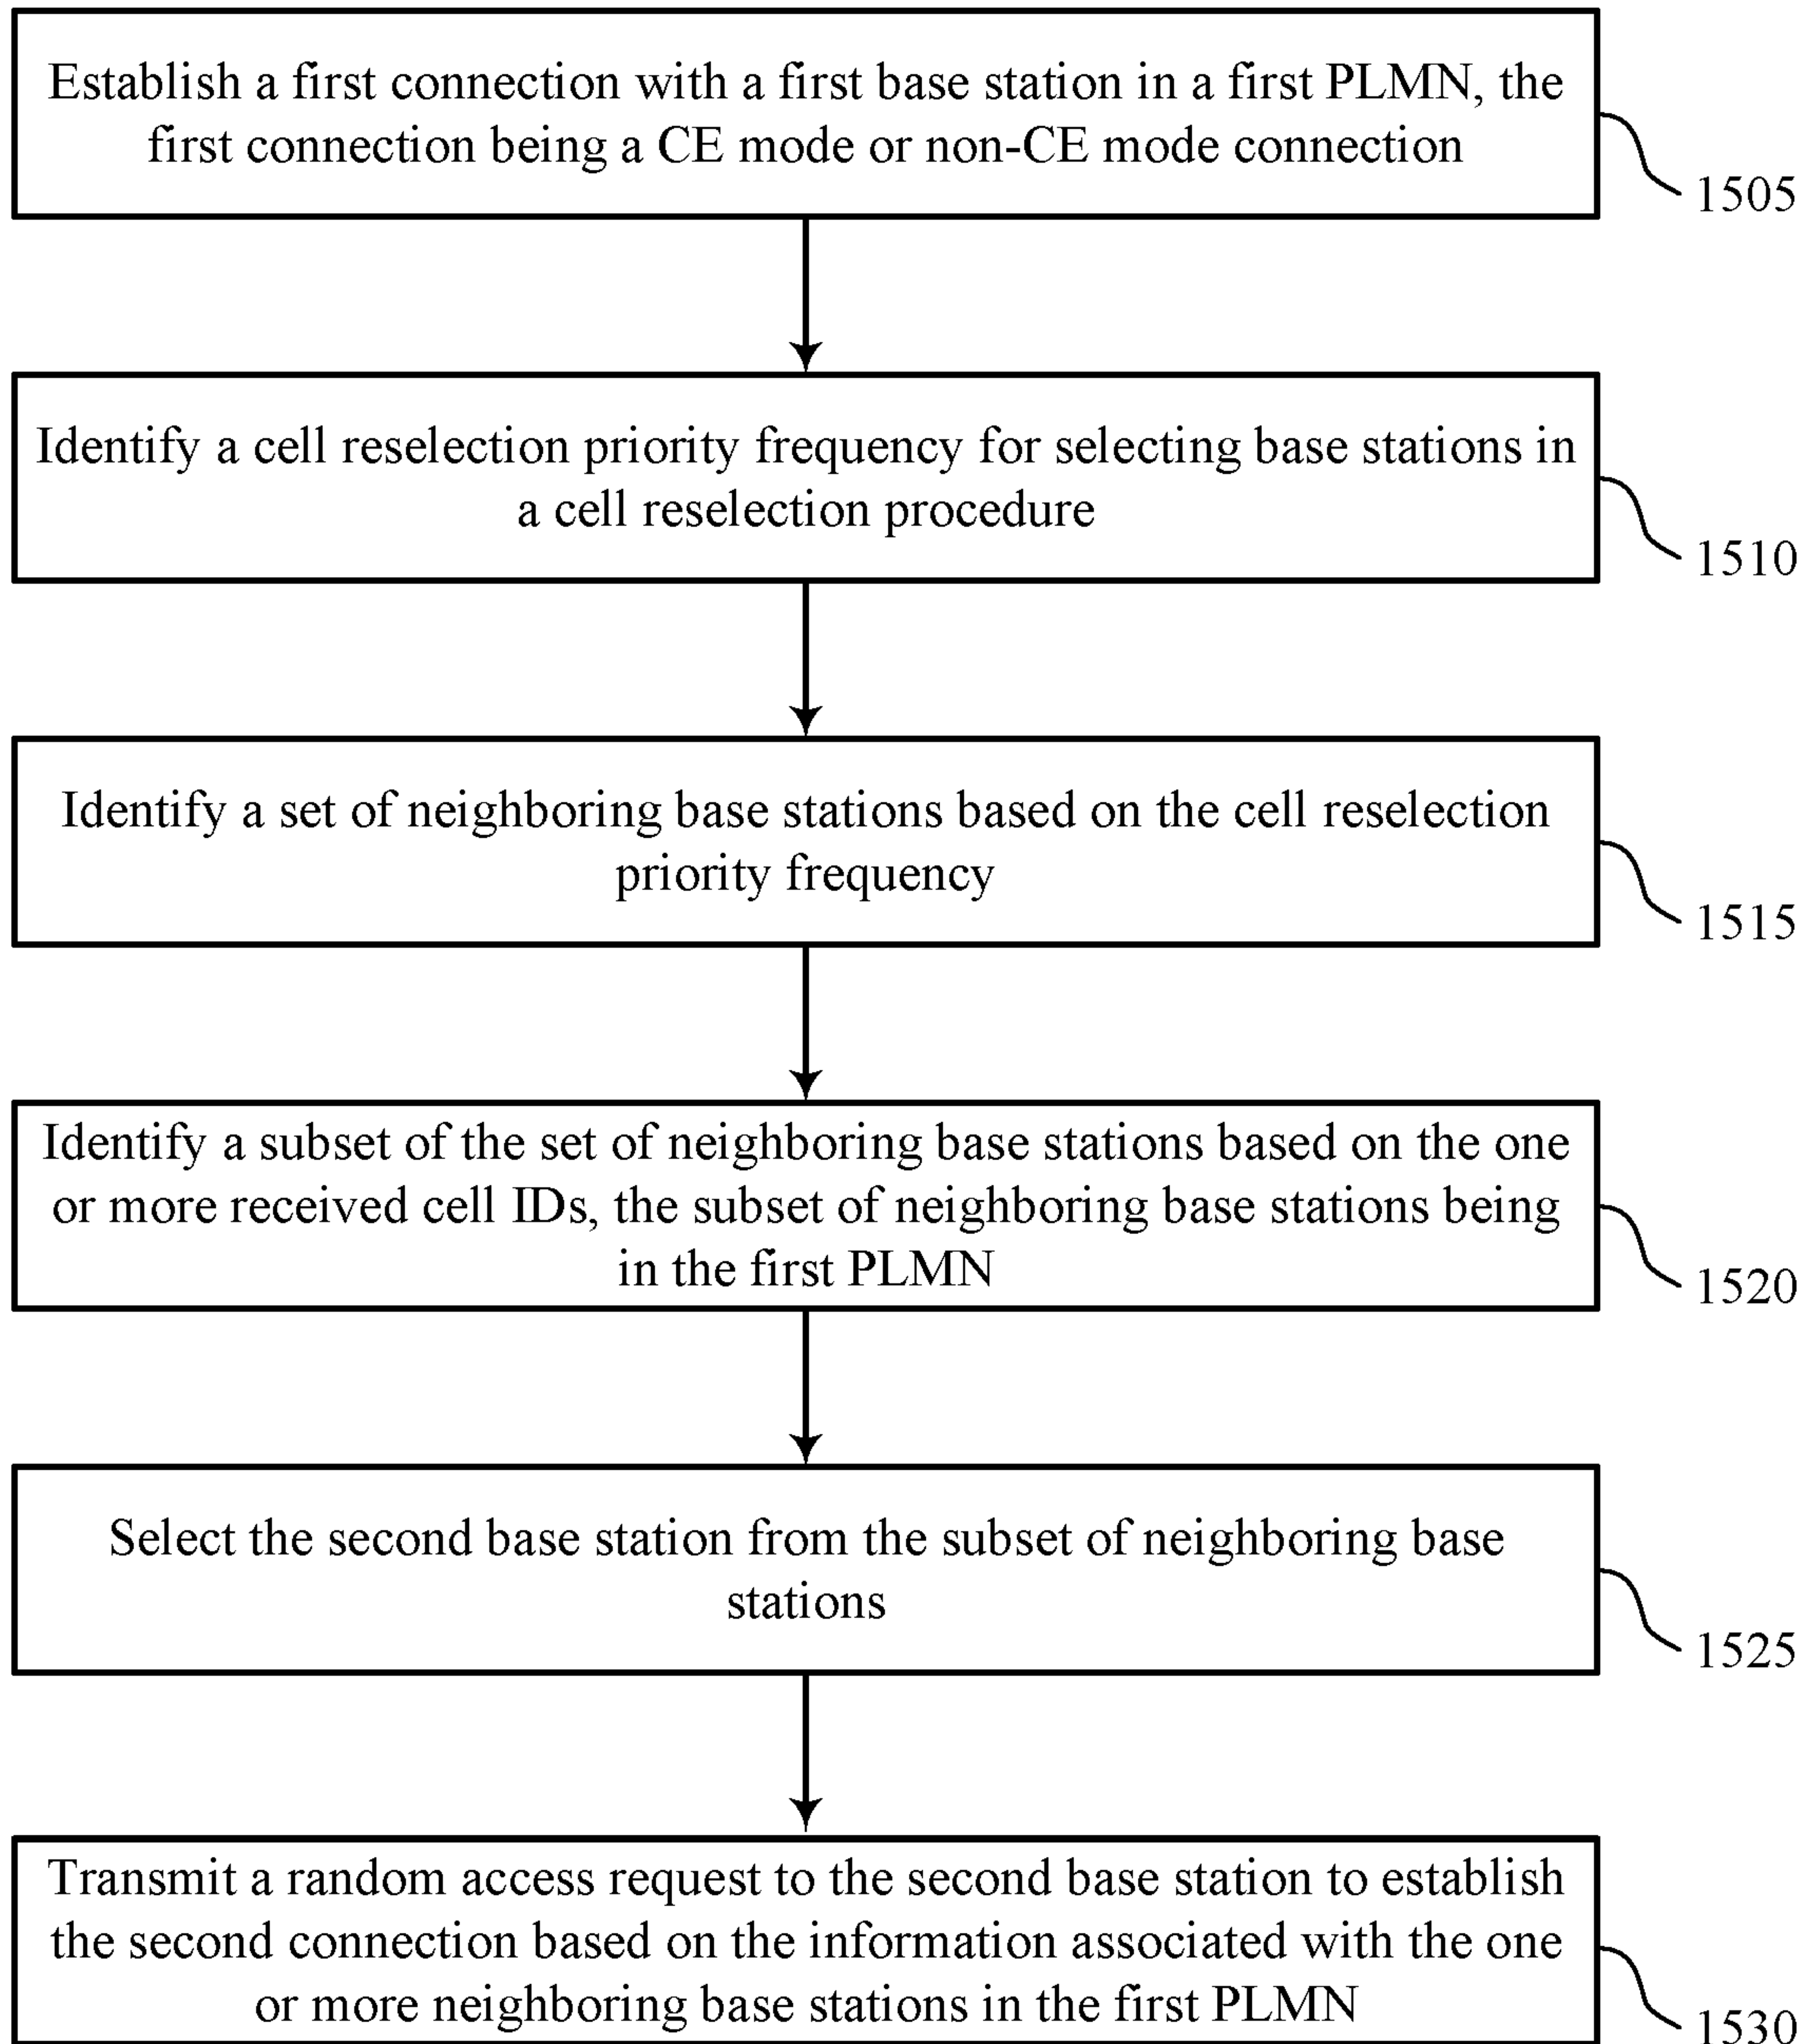 Establish a first connection with a first base station in a first PLMN, the
first connection being a CE mode or non-CE mode connection
1505
Identify a cell reselection priority frequency for selecting base stations in
a cell reselection procedure
1510
Identify a set of neighboring base stations based on the cell reselection
priority frequency
1515
Identify a subset of the set of neighboring base stations based on the one
or more received cell IDs, the subset of neighboring base stations being
in the first PLMN
1520
Select the second base station from the subset of neighboring base
stations
1525
Transmit a random access request to the second base station to establish
the second connection based on the information associated with the one
or more neighboring base stations in the first PLMN
1530